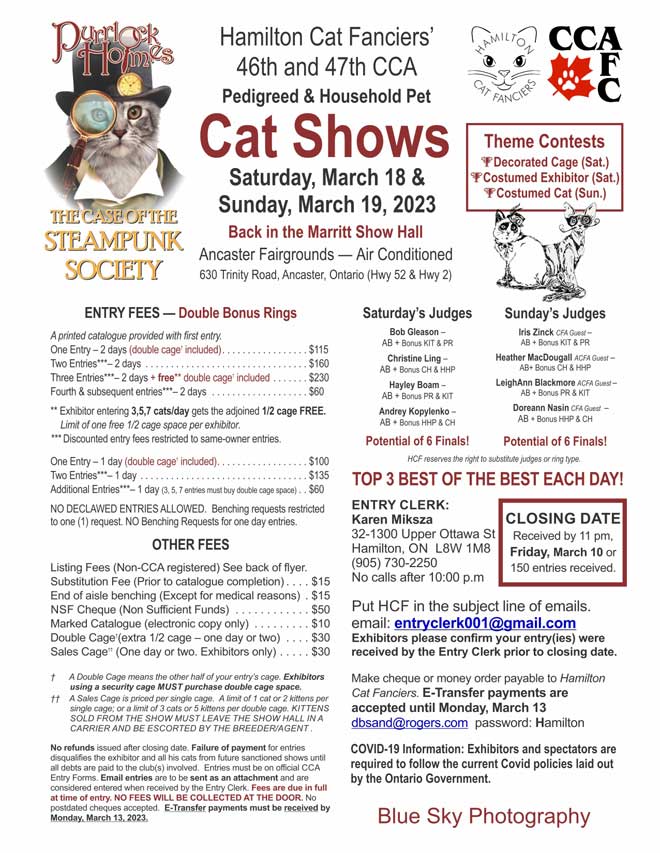 Purrlock
Holmes
THE CASE OF THE
STEAMPUNK
SOCIETY
Hamilton Cat Fanciers’
46th and 47th CCA
Pedigreed & Household Pet
Cat Shows
Saturday, March 18 &
Sunday, March 19, 2023
Back in the Marritt Show Hall
Ancaster Fairgrounds — Air Conditioned
630 Trinity Road, Ancaster, Ontario (Hwy 52 & Hwy 2)
HAMILTON
CAT FANCIERS
CCA
AFC
Theme Contests
Decorated Cage (Sat.)
Costumed Exhibitor (Sat.)
Costumed Cat (Sun.)
ENTRY FEES — Double Bonus Rings
A printed catalogue provided with first entry.
One Entry – 2 days (double cage† included). . . . . . . . . . . . . . . . . $115
Two Entries***– 2 days . . . . . . . . . . . . . . . . . . . . . . . . . . . . . . . . $160
Three Entries***– 2 days + free** double cage† included . . . . . . . $230
Fourth & subsequent entries***– 2 days . . . . . . . . . . . . . . . . . . . $60
** Exhibitor entering 3,5,7 cats/day gets the adjoined 1/2 cage FREE.
Limit of one free 1/2 cage space per exhibitor.
*** Discounted entry fees restricted to same-owner entries.
One Entry – 1 day (double cage† included). . . . . . . . . . . . . . . . . . $100
Two Entries***– 1 day . . . . . . . . . . . . . . . . . . . . . . . . . . . . . . . . . $135
Additional Entries***– 1 day (3, 5, 7 entries must buy double cage space) . . $60
NO DECLAWED ENTRIES ALLOWED. Benching requests restricted
to one (1) request. NO Benching Requests for one day entries.
OTHER FEES
Listing Fees (Non-CCA registered) See back of flyer.
Substitution Fee (Prior to catalogue completion) . . . . $15
End of aisle benching (Except for medical reasons) . $15
NSF Cheque (Non Sufficient Funds) . . . . . . . . . . . . $50
Marked Catalogue (electronic copy only) . . . . . . . . . $10
Double Cage†(extra 1/2 cage – one day or two) . . . . $30
Sales Cage†† (One day or two. Exhibitors only) . . . . . $30
† A Double Cage means the other half of your entry’s cage. Exhibitors
using a security cage MUST purchase double cage space.
†† A Sales Cage is priced per single cage. A limit of 1 cat or 2 kittens per
single cage; or a limit of 3 cats or 5 kittens per double cage. KITTENS
SOLD FROM THE SHOW MUST LEAVE THE SHOW HALL IN A
CARRIER AND BE ESCORTED BY THE BREEDER/AGENT .
No refunds issued after closing date. Failure of payment for entries
disqualifies the exhibitor and all his cats from future sanctioned shows until
all debts are paid to the club(s) involved. Entries must be on official CCA
Entry Forms. Email entries are to be sent as an attachment and are
considered entered when received by the Entry Clerk. Fees are due in full
at time of entry. NO FEES WILL BE COLLECTED AT THE DOOR. No
postdated cheques accepted. E-Transfer payments must be received by
Monday, March 13, 2023.
Saturday’s Judges
Bob Gleason –
AB + Bonus KIT & PR
Christine Ling –
AB + Bonus CH & HHP
Hayley Boam –
AB + Bonus PR & KIT
Andrey Kopylenko –
AB + Bonus HHP & CH
Potential of 6 Finals!
Sunday’s Judges
Iris Zinck CFA Guest –
AB + Bonus KIT & PR
Heather MacDougall ACFA Guest –
AB+ Bonus CH & HHP
LeighAnn Blackmore ACFA Guest –
AB + Bonus PR & KIT
Doreann Nasin CFA Guest –
AB + Bonus HHP & CH
Potential of 6 Finals!
HCF reserves the right to substitute judges or ring type.
TOP 3 BEST OF THE BEST EACH DAY!
ENTRY CLERK:
Karen Miksza
32-1300 Upper Ottawa St
Hamilton, ON L8W 1M8
(905) 730-2250
No calls after 10:00 p.m
CLOSING DATE
Received by 11 pm,
Friday, March 10 or
150 entries received.
Put HCF in the subject line of emails.
email: entryclerk001@gmail.com
Exhibitors please confirm your entry(ies) were
received by the Entry Clerk prior to closing date.
Make cheque or money order payable to Hamilton
Cat Fanciers. E-Transfer payments are
accepted until Monday, March 13
dbsand@rogers.com password: Hamilton
COVID-19 Information: Exhibitors and spectators are
required to follow the current Covid policies laid out
by the Ontario Government.
Blue Sky Photography